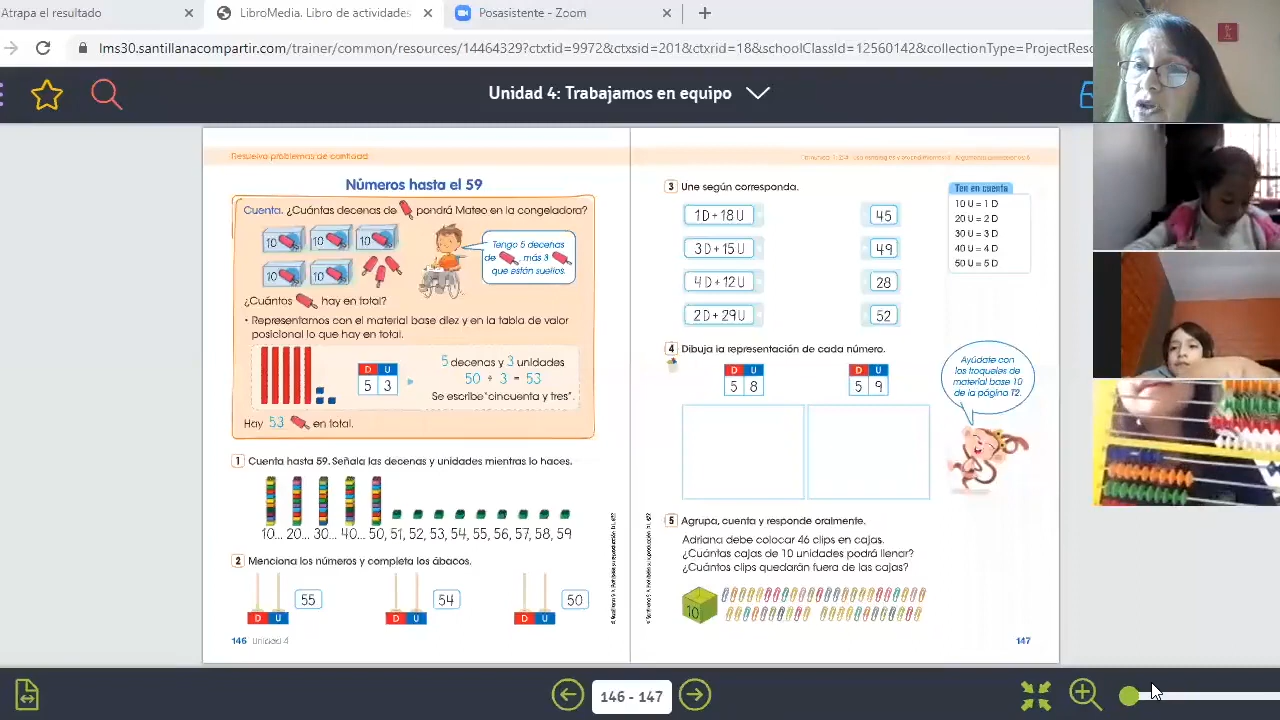 Atrapa el resultado
LibroMedia. Libro de actividades
Posasistente - Zoom
lms30.santillanacompartir.com/trainer/common/resources/14464329?ctxtid=9972&ctxsid=201&ctxrid=18&schoolClassId=12560142&collectionType=ProjectReso
Unidad 4: Trabajamos en equipo
Resuelve problemas de cantidad
Números hasta el 59
Cuenta. ¿Cuántas decenas de pondrá Mateo en la congeladora?
10 10 10
10 10
Tengo 5 decenas
de , más 3
que están sueltos.
¿Cuántos hay en total?
• Representamos con el material base diez y en la tabla de valor
posicional lo que hay en total.
D U
5 3
5 decenas y 3 unidades
50 + 3 = 53
Se escribe "cincuenta y tres".
Hay 53 en total.
1 Cuenta hasta 59. Señala las decenas y unidades mientras lo haces.
10... 20... 30... 40... 50, 51, 52, 53, 54, 55, 56, 57, 58, 59
2 Menciona los números y completa los ábacos.
55 54 50
D U D U D U
146 Unidad 4
3 Une según corresponda.
1D + 18U 45
3D + 15U 49
4D + 12U 28
2D + 29U 52
Ten en cuenta
10 U = 1 D
20 U = 2 D
30 U = 3 D
40 U = 4 D
50 U = 5 D
4 Dibuja la representación de cada número.
D U D U
5 8 5 9
Ayúdate con
los troqueles de
material base 10
de la página T2.
5 Agrupa, cuenta y responde oralmente.
Adriana debe colocar 46 clips en cajas.
¿Cuántas cajas de 10 unidades podrá llenar?
¿Cuántos clips quedarán fuera de las cajas?
10
147
146 - 147